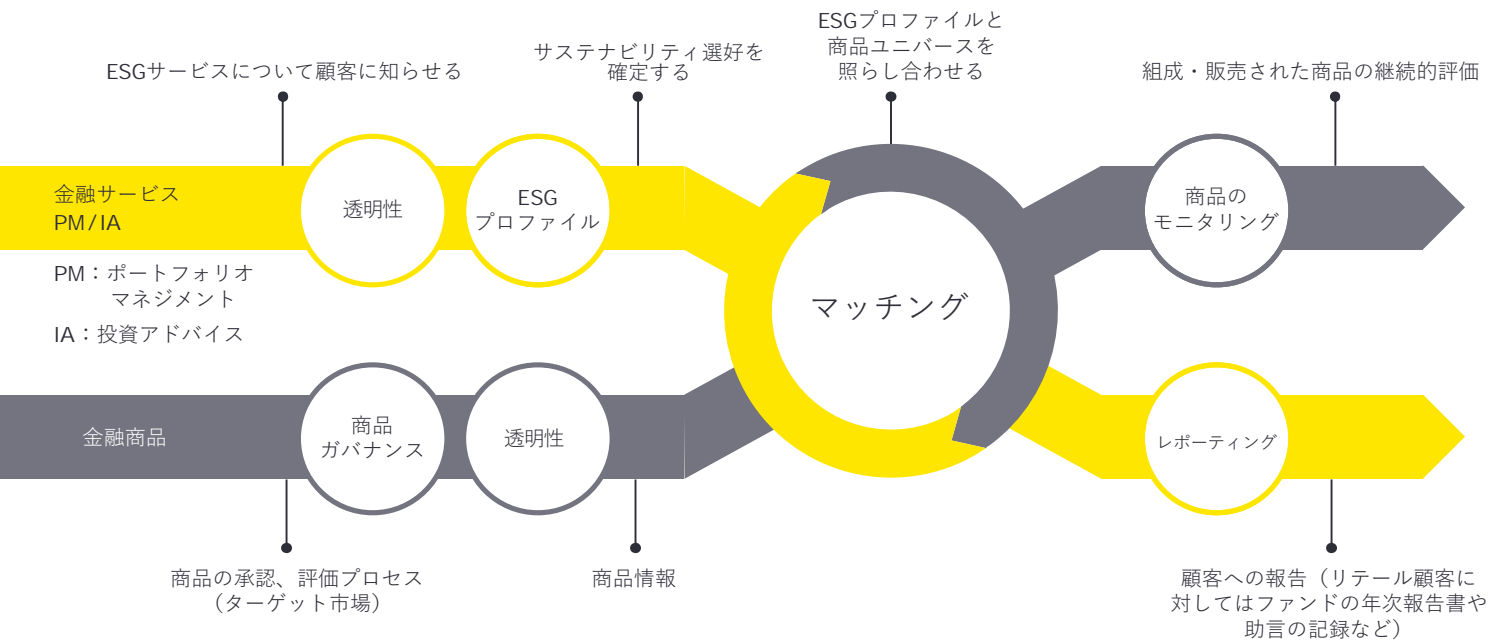 ESGサービスについて顧客に知らせる
サステナビリティ選好を
確定する
ESGプロファイルと
商品ユニバースを
照らし合わせる
組成・販売された商品の継続的評価
金融サービス
PM/IA
透明性
ESG
プロファイル
商品の
モニタリング
PM：ポートフォリオ
マネジメント
IA：投資アドバイス
マッチング
金融商品
商品
ガバナンス
透明性
レポーティング
商品の承認、評価プロセス
（ターゲット市場）
商品情報
顧客への報告（リテール顧客に
対してはファンドの年次報告書や
助言の記録など）